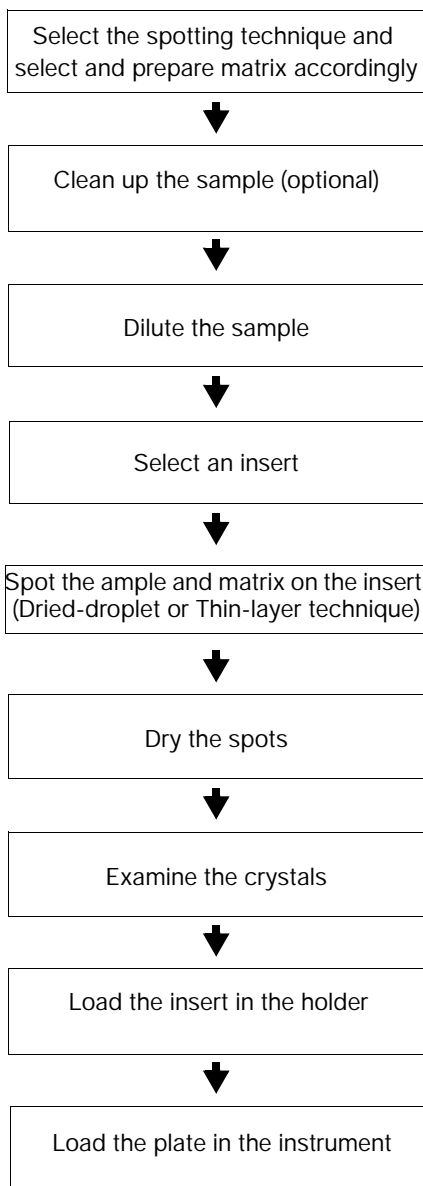 Select the spotting technique and
select and prepare matrix accordingly
Clean up the sample (optional)
Dilute the sample
Select an insert
Spot the ample and matrix on the insert
(Dried-droplet or Thin-layer technique)
Dry the spots
Examine the crystals
Load the insert in the holder
Load the plate in the instrument